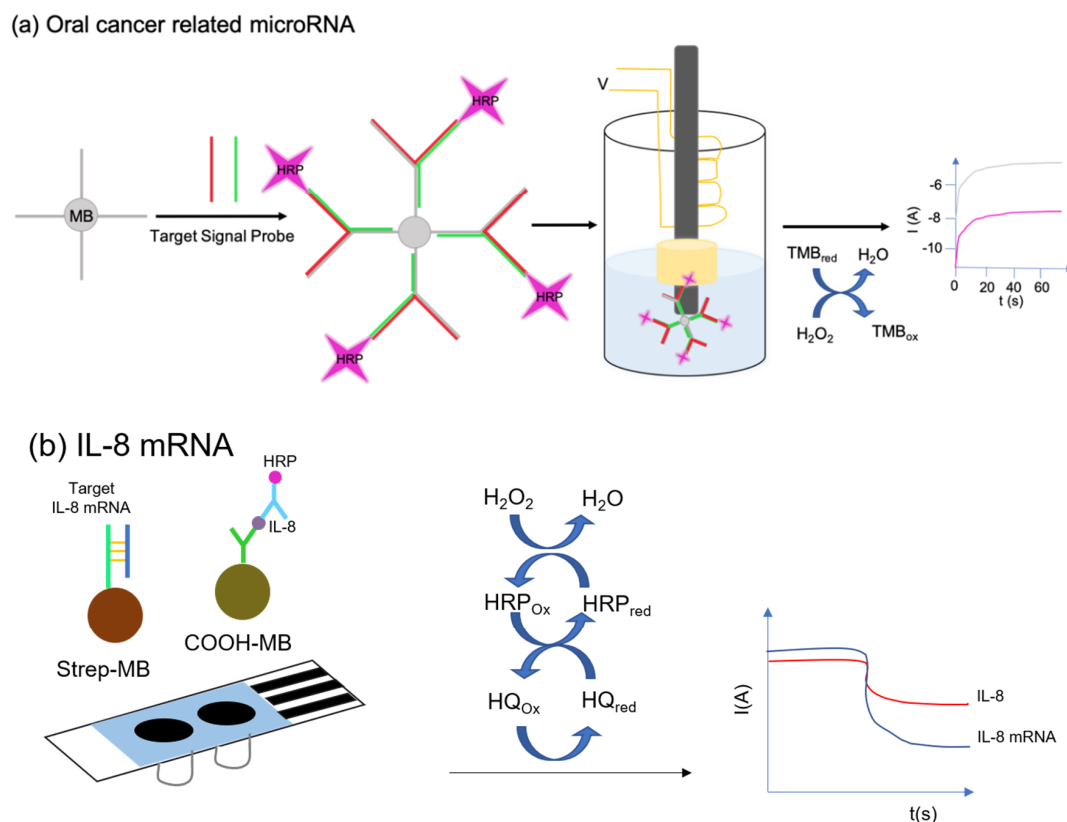 (a) Oral cancer related microRNA
MB
Target Signal Probe
HRP
HRP
HRP
HRP
V
TMBred
H2O
H2O2
TMBox
I (A)
-6
-8
-10
0
20
40
60
t (s)
(b) IL-8 mRNA
Target
IL-8 mRNA
HRP
IL-8
Strep-MB
COOH-MB
H2O2
H2O
HRPOx
HRPred
HQOx
HQred
I(A)
IL-8
IL-8 mRNA
t(s)